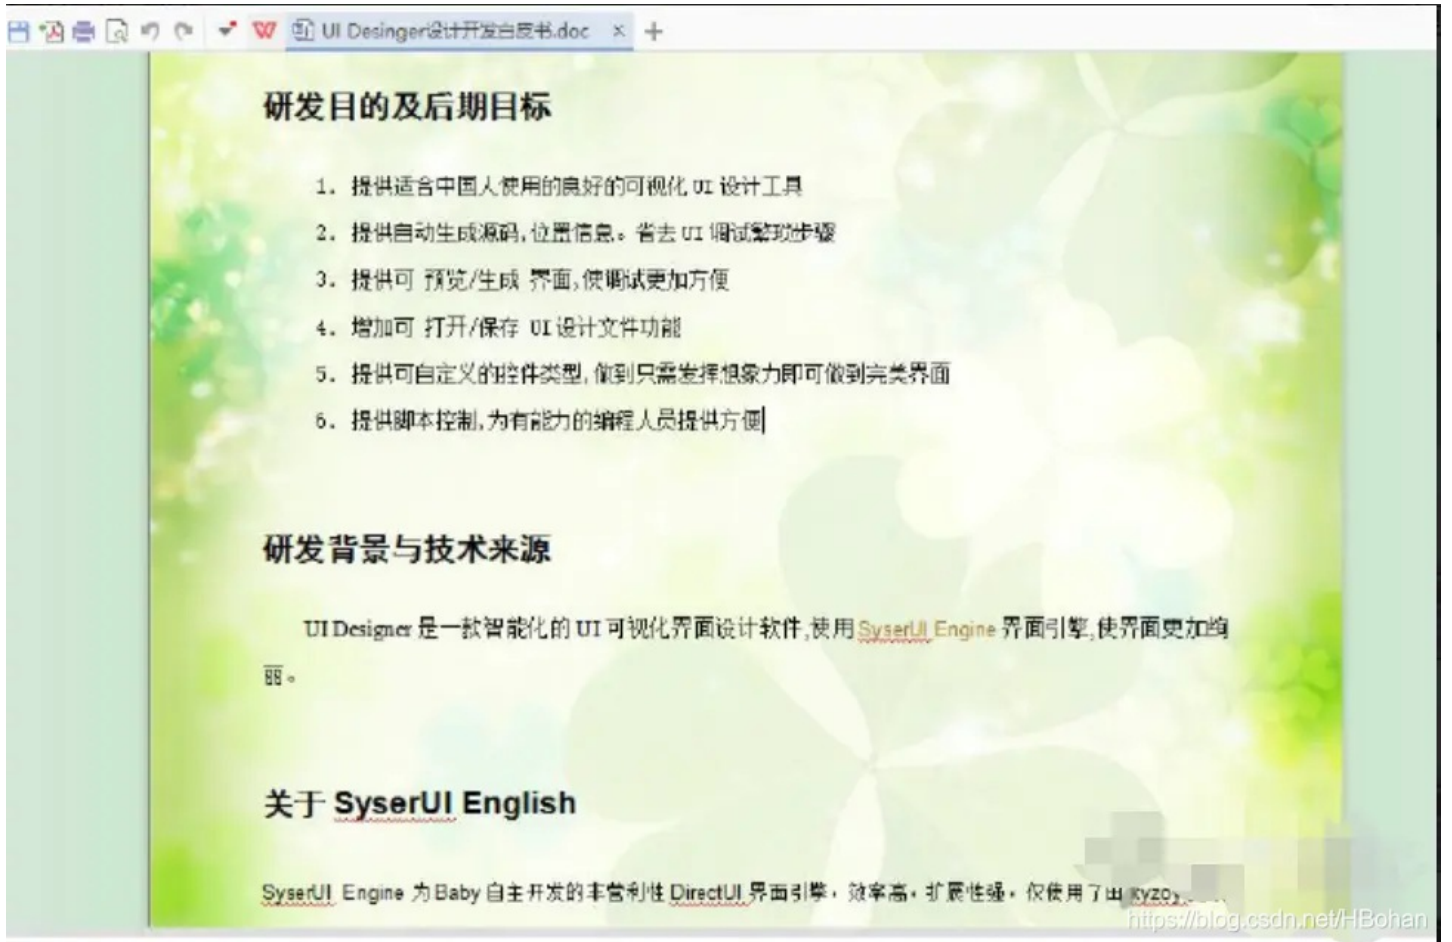 UI Desinger设计开发白皮书.doc
研发目的及后期目标
1. 提供适合中国人使用的良好的可视化 UI 设计工具
2. 提供自动生成源码,位置信息。省去 UI 调试繁琐步骤
3. 提供可 预览/生成 界面,使调试更加方便
4. 增加可 打开/保存 UI 设计文件功能
5. 提供可自定义的控件类型,做到只需发挥想象力即可做到完美界面
6. 提供脚本控制,为有能力的编程人员提供方便
研发背景与技术来源
UI Designer 是一款智能化的 UI 可视化界面设计软件,使用 SyserUI Engine 界面引擎,使界面更加绚
丽。
关于 SyserUI English
SyserUI Engine 为 Baby 自主开发的非营利性 DirectUI 界面引擎，效率高，扩展性强，仅使用了由
https://blog.csdn.net/HBohan